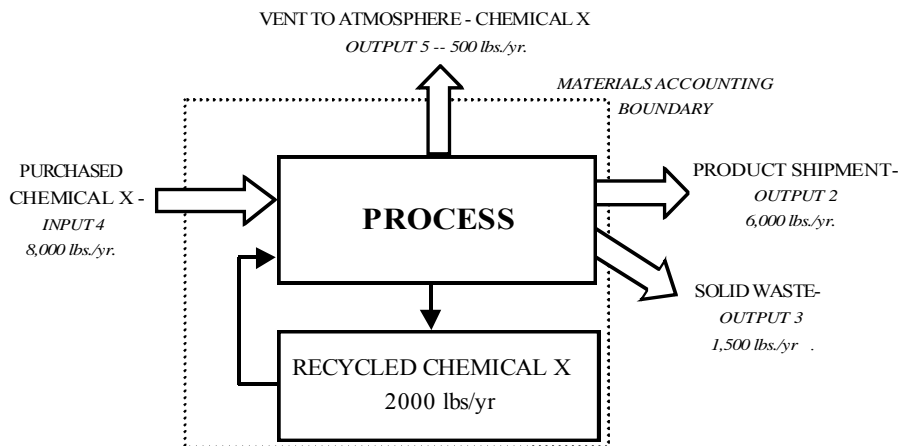 VENT TO ATMOSPHERE - CHEMICAL X
OUTPUT 5 -- 500 lbs./yr.
MATERIALS ACCOUNTING
BOUNDARY
PURCHASED
CHEMICAL X -
INPUT 4
8,000 lbs./yr.
PROCESS
PRODUCT SHIPMENT-
OUTPUT 2
6,000 lbs./yr.
SOLID WASTE-
OUTPUT 3
1,500 lbs./yr .
RECYCLED CHEMICAL X
2000 lbs/yr